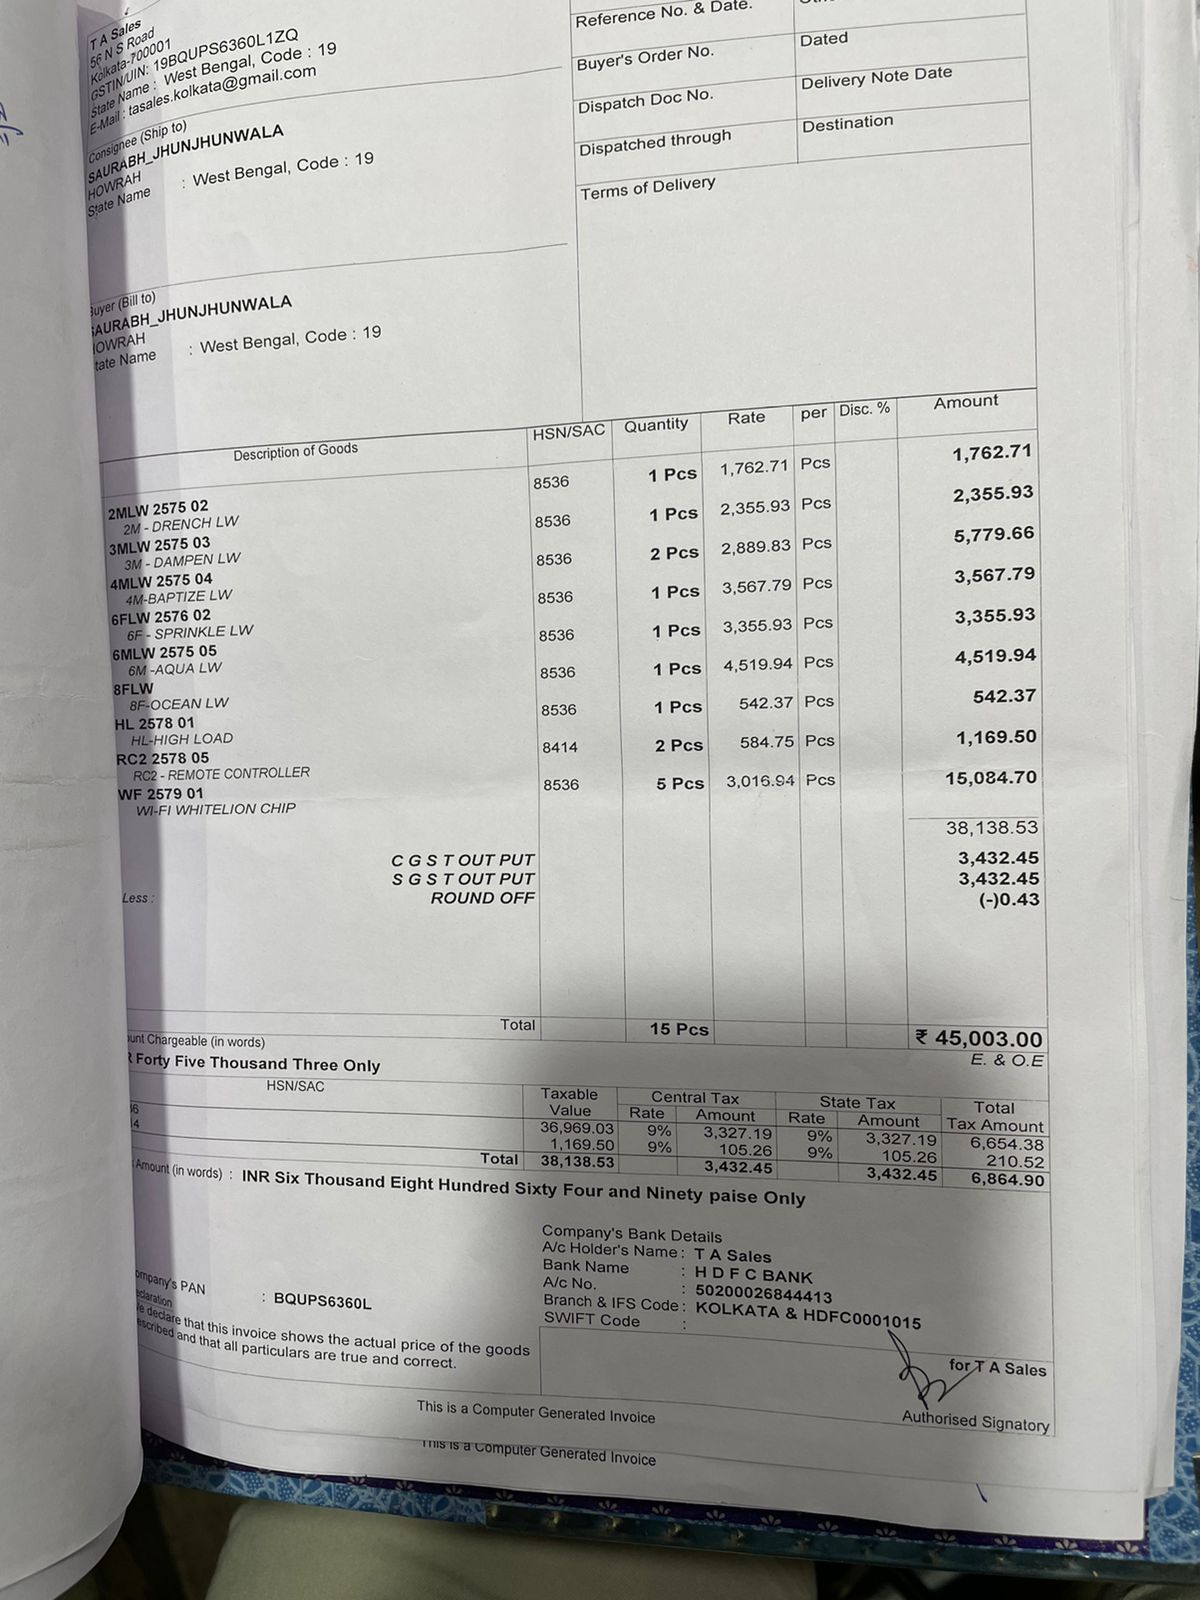 T A Sales
56 N S Road
Kolkata-700001
GSTIN/UIN: 19BQUPS6360L1ZQ
State Name : West Bengal, Code : 19
E-Mail : tasales.kolkata@gmail.com
Reference No. & Date.
Buyer's Order No.
Dated
Dispatch Doc No.
Delivery Note Date
Dispatched through
Destination
Terms of Delivery
Consignee (Ship to)
SAURABH_JHUNJHUNWALA
HOWRAH
State Name : West Bengal, Code : 19
Buyer (Bill to)
SAURABH_JHUNJHUNWALA
HOWRAH
State Name : West Bengal, Code : 19
Description of Goods HSN/SAC Quantity Rate per Disc. % Amount
2MLW 2575 02 8536 1 Pcs 1,762.71 Pcs 1,762.71
2M - DRENCH LW
3MLW 2575 03 8536 1 Pcs 2,355.93 Pcs 2,355.93
3M - DAMPEN LW
4MLW 2575 04 8536 2 Pcs 2,889.83 Pcs 5,779.66
4M-BAPTIZE LW
6FLW 2576 02 8536 1 Pcs 3,567.79 Pcs 3,567.79
6F - SPRINKLE LW
6MLW 2575 05 8536 1 Pcs 3,355.93 Pcs 3,355.93
6M -AQUA LW
8FLW 8536 1 Pcs 4,519.94 Pcs 4,519.94
8F-OCEAN LW
HL 2578 01 8536 1 Pcs 542.37 Pcs 542.37
HL-HIGH LOAD
RC2 2578 05 8414 2 Pcs 584.75 Pcs 1,169.50
RC2 - REMOTE CONTROLLER
WF 2579 01 8536 5 Pcs 3,016.94 Pcs 15,084.70
WI-FI WHITELION CHIP
38,138.53
C G S T OUT PUT 3,432.45
S G S T OUT PUT 3,432.45
Less : ROUND OFF (-)0.43
Total 15 Pcs ₹ 45,003.00
unt Chargeable (in words) E. & O.E
R Forty Five Thousand Three Only
HSN/SAC Taxable Value Central Tax State Tax Total Tax Amount
Rate Amount Rate Amount
36 36,969.03 9% 3,327.19 9% 3,327.19 6,654.38
14 1,169.50 9% 105.26 9% 105.26 210.52
Total 38,138.53 3,432.45 3,432.45 6,864.90
Amount (in words) : INR Six Thousand Eight Hundred Sixty Four and Ninety paise Only
Company's Bank Details
A/c Holder's Name : T A Sales
Bank Name : H D F C BANK
A/c No. : 50200026844413
Branch & IFS Code : KOLKATA & HDFC0001015
SWIFT Code :
ompany's PAN : BQUPS6360L
eclaration
We declare that this invoice shows the actual price of the goods
escribed and that all particulars are true and correct.
for T A Sales
Authorised Signatory
This is a Computer Generated Invoice
This is a Computer Generated Invoice